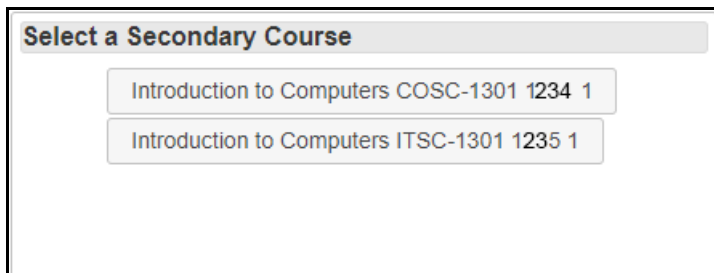 Select a Secondary Course
Introduction to Computers COSC-1301 1234 1
Introduction to Computers ITSC-1301 1235 1